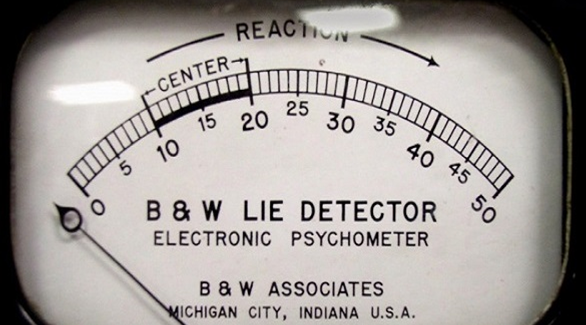 REACTION
CENTER
0 5 10 15 20 25 30 35 40 45 50
B & W LIE DETECTOR
ELECTRONIC PSYCHOMETER
B & W ASSOCIATES
MICHIGAN CITY, INDIANA U.S.A.